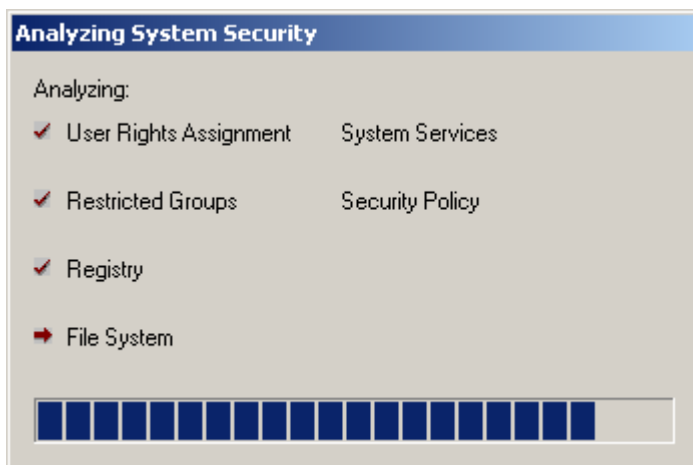 Analyzing System Security
Analyzing:
User Rights Assignment System Services
Restricted Groups Security Policy
Registry
File System